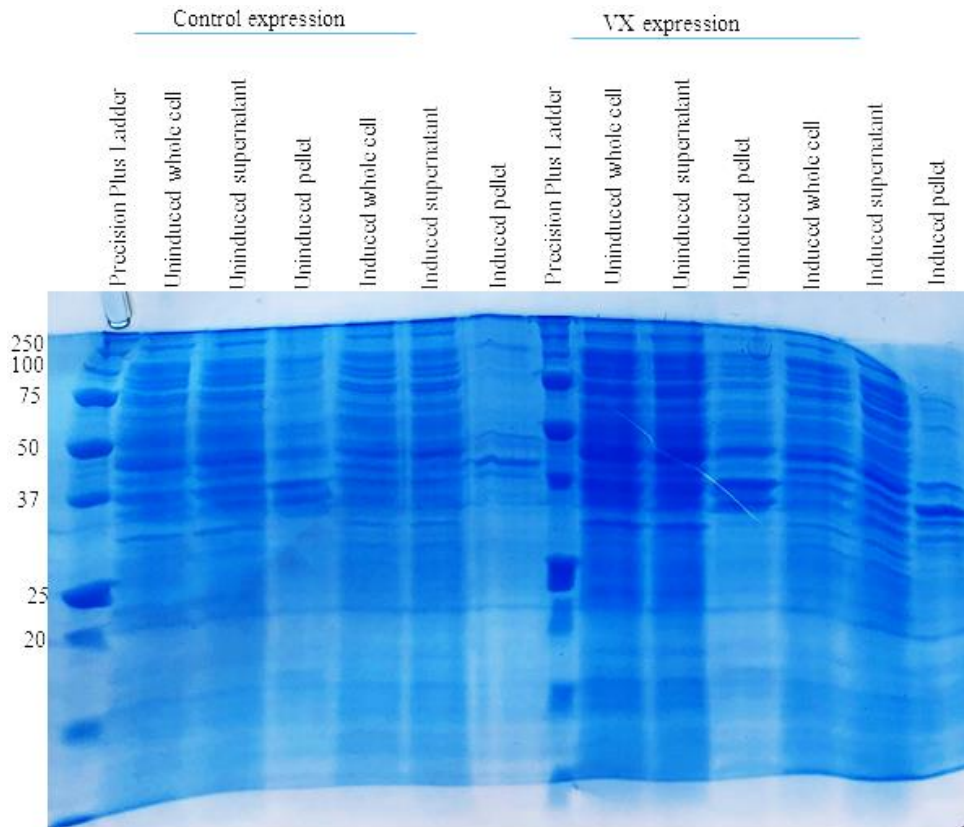 Control expression
VX expression
Precision Plus Ladder
Uninduced whole cell
Uninduced supernatant
Uninduced pellet
Induced whole cell
Induced supernatant
Induced pellet
Precision Plus Ladder
Uninduced whole cell
Uninduced supernatant
Uninduced pellet
Induced whole cell
Induced supernatant
Induced pellet
250
100
75
50
37
25
20